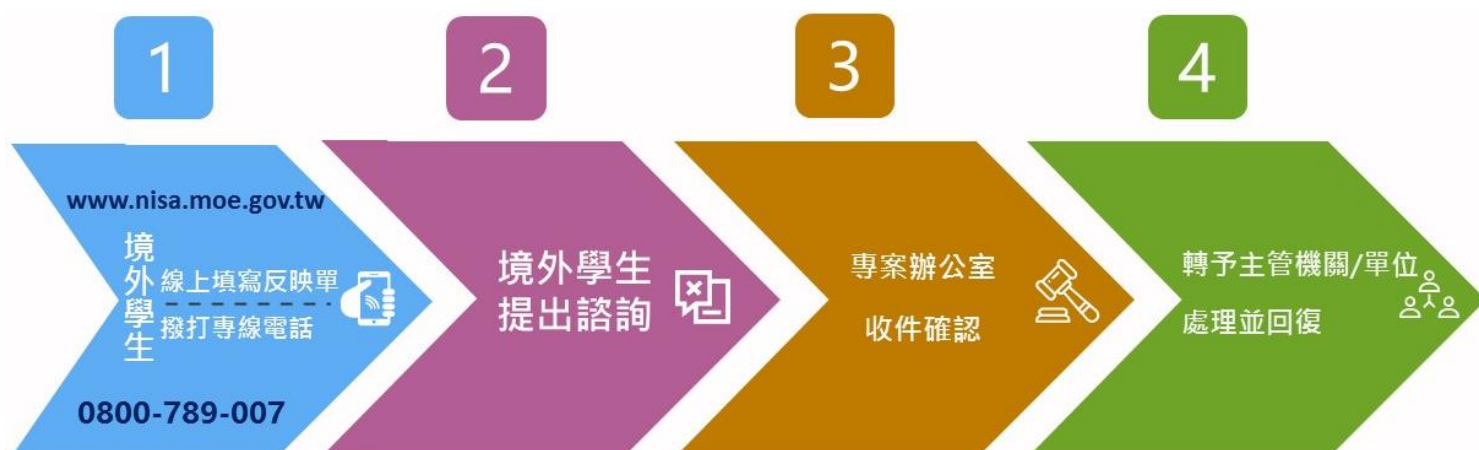 1
www.nisa.moe.gov.tw
境外學生
線上填寫反映單
撥打專線電話
0800-789-007
2
境外學生
提出諮詢
3
專案辦公室
收件確認
4
轉予主管機關/單位
處理並回復